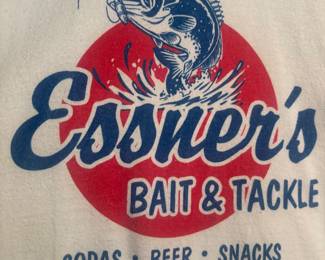 Essner's
BAIT & TACKLE
SODAS • BEER • SNACKS